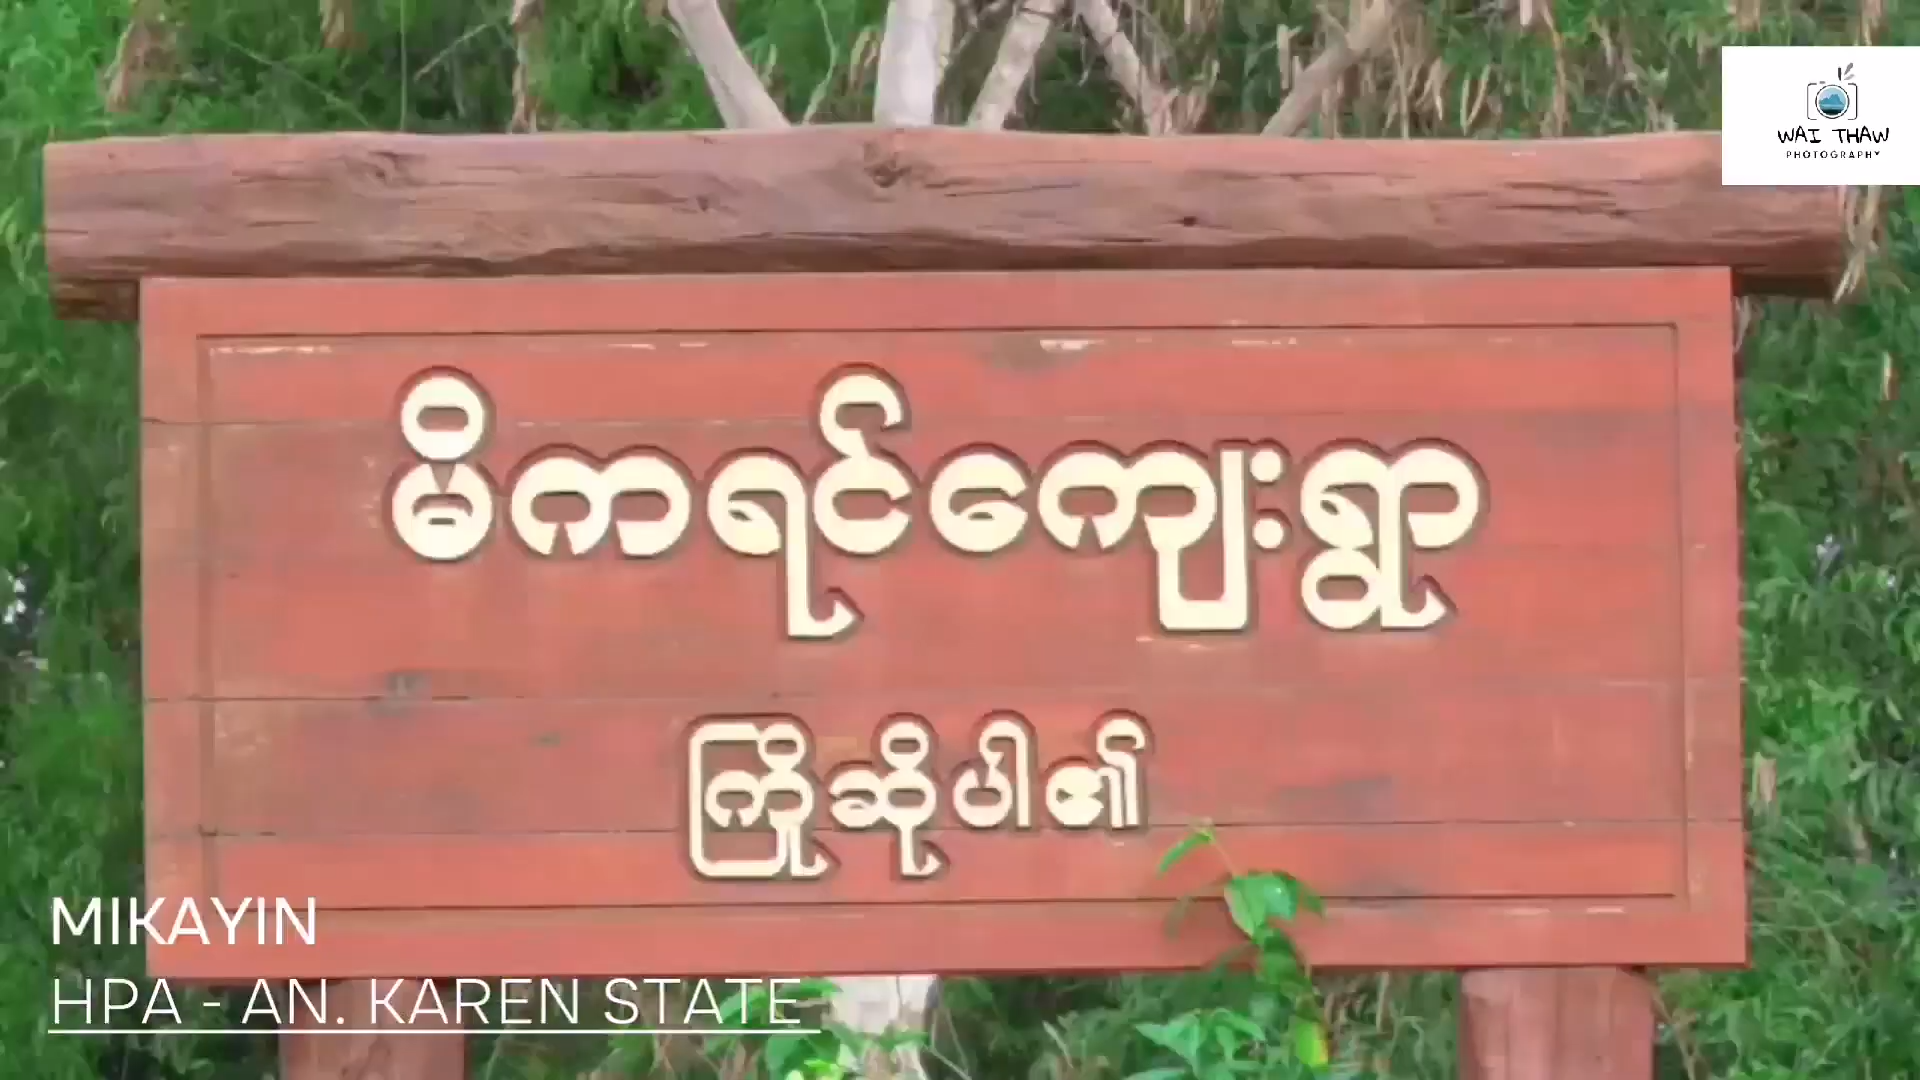 WAI THAW
PHOTOGRAPHY
မိကရင်ကျေးရွာ
ကြိုဆိုပါ၏
MIKAYIN
HPA - AN. KAREN STATE